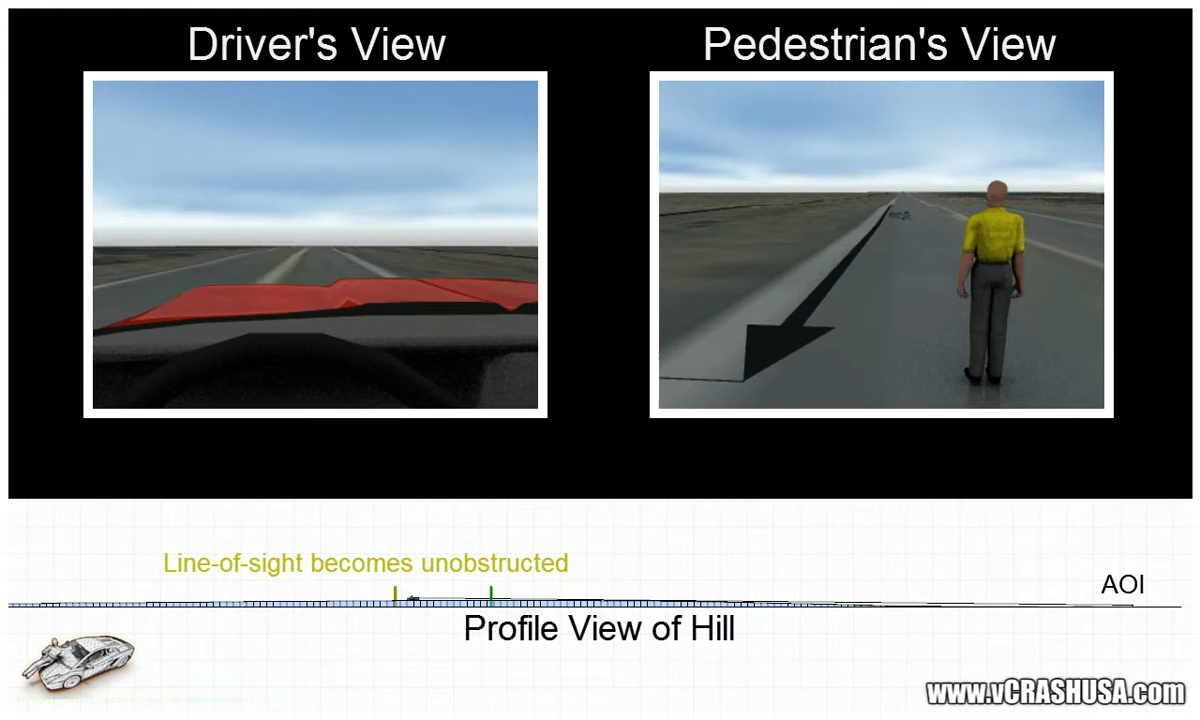 Driver's View
Pedestrian's View
Line-of-sight becomes unobstructed
AOI
Profile View of Hill
www.vCRASHUSA.com